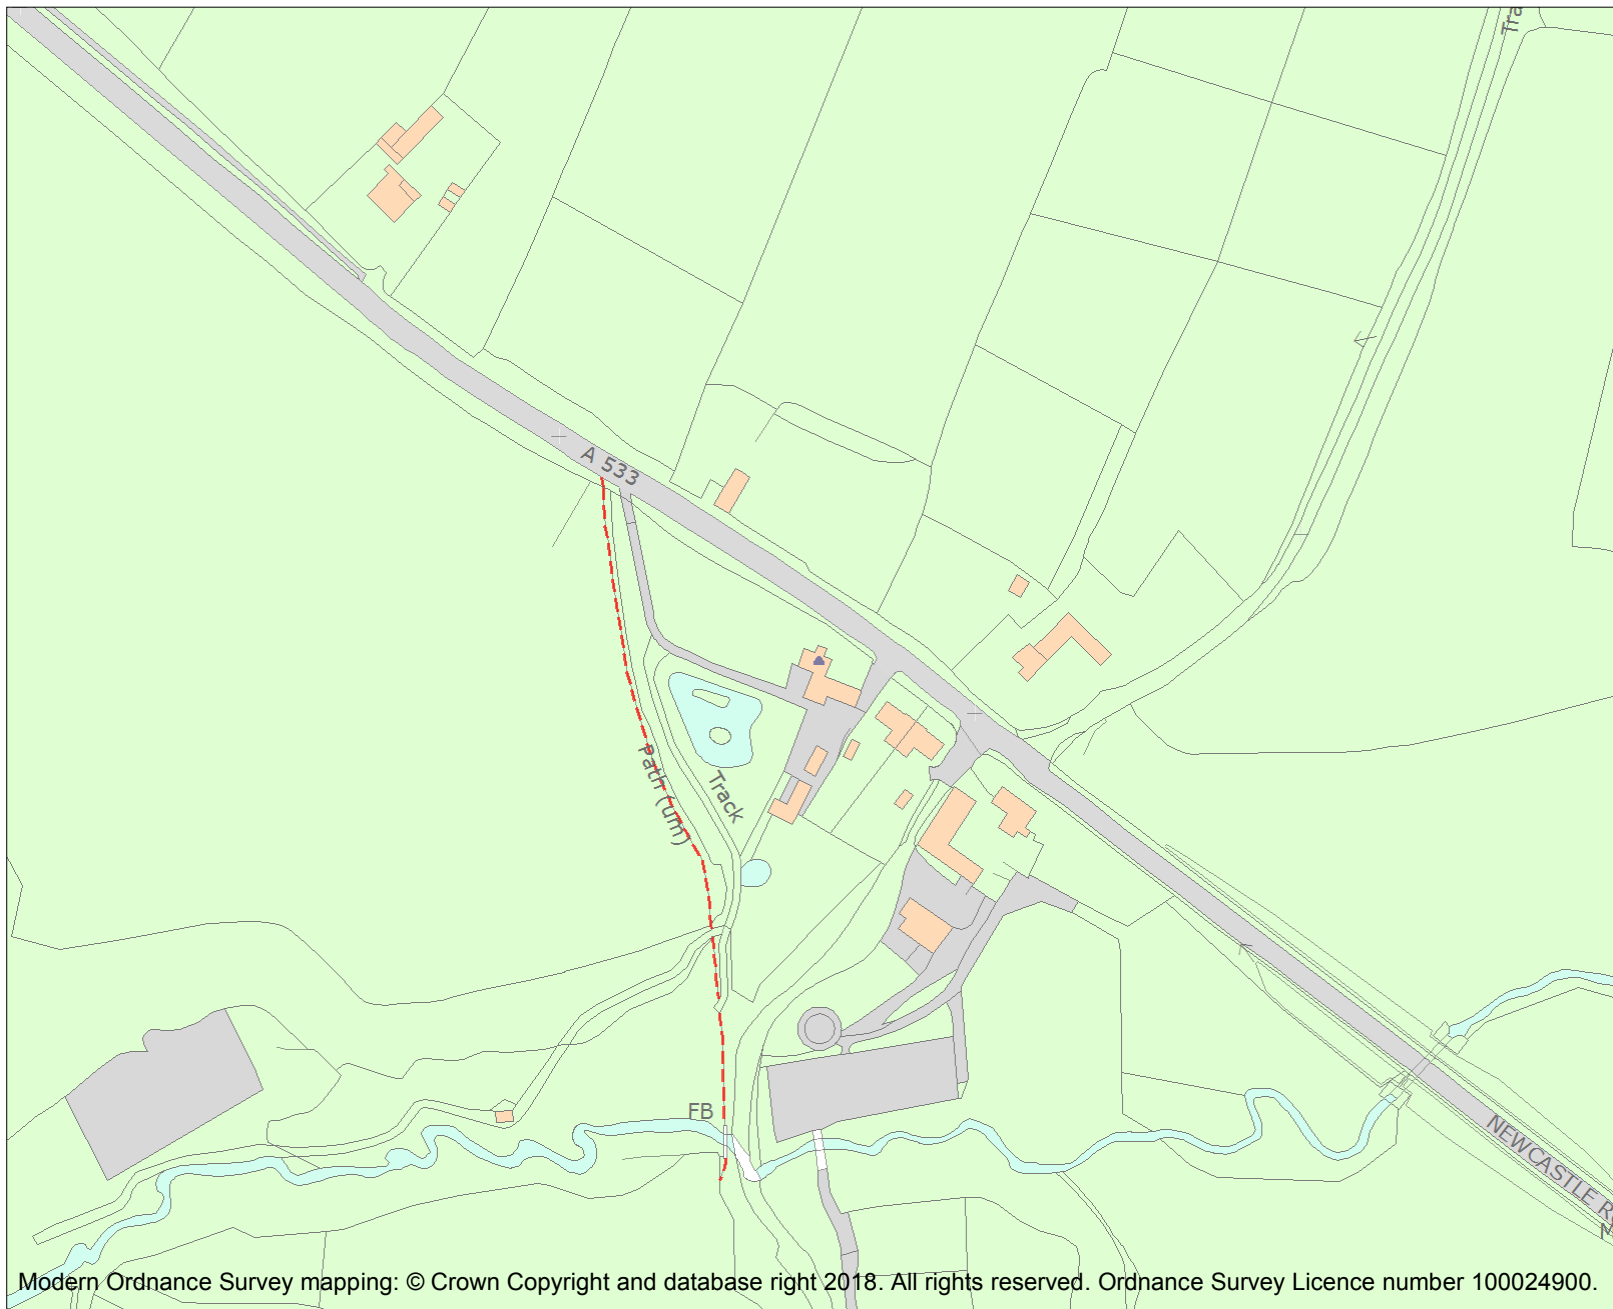 Tra
A 533
Path (um)
Track
FB
NEWCASTLE R
Modern Ordnance Survey mapping: © Crown Copyright and database right 2018. All rights reserved. Ordnance Survey Licence number 100024900.